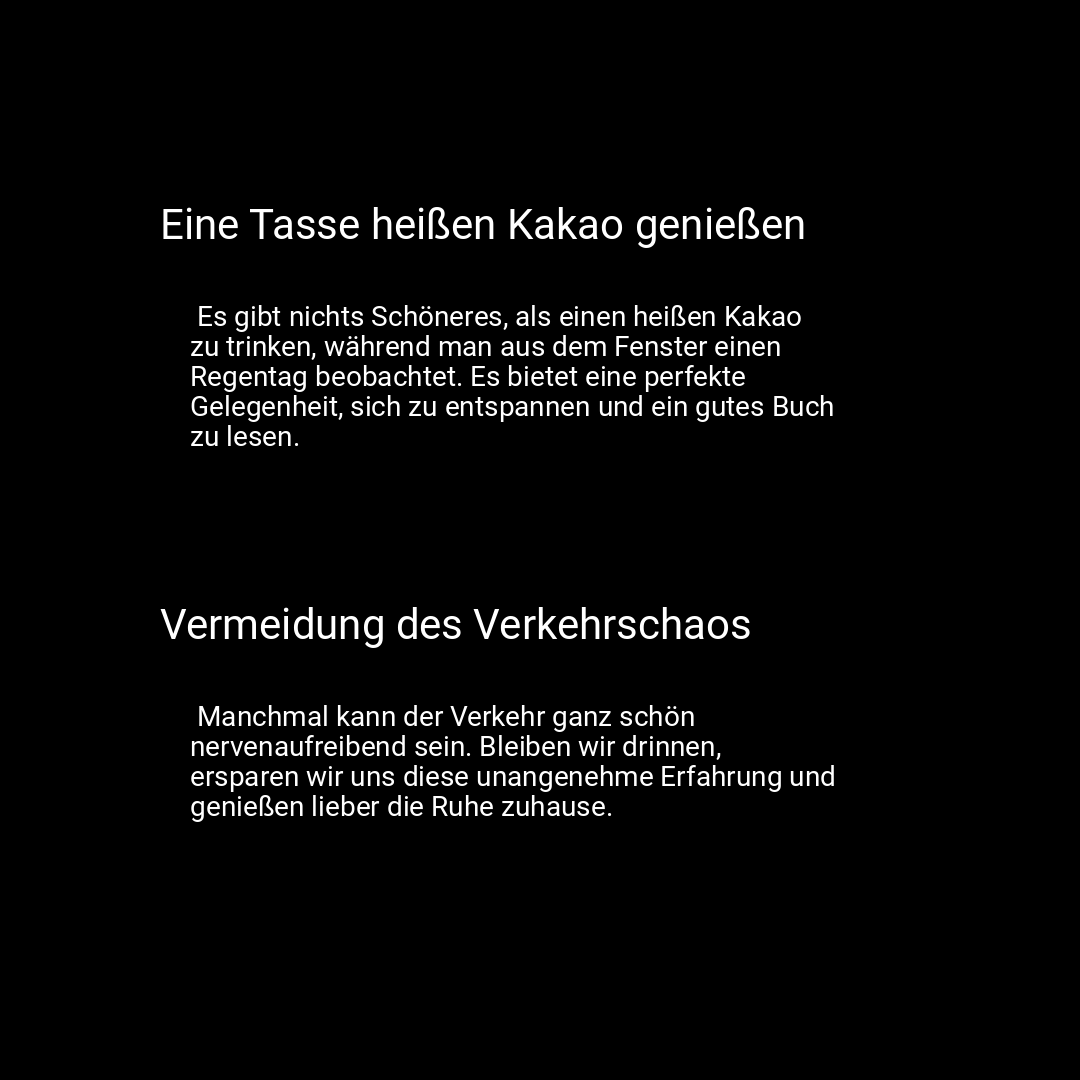 Eine Tasse heißen Kakao genießen
Es gibt nichts Schöneres, als einen heißen Kakao
zu trinken, während man aus dem Fenster einen
Regentag beobachtet. Es bietet eine perfekte
Gelegenheit, sich zu entspannen und ein gutes Buch
zu lesen.
Vermeidung des Verkehrschaos
Manchmal kann der Verkehr ganz schön
nervenaufreibend sein. Bleiben wir drinnen,
ersparen wir uns diese unangenehme Erfahrung und
genießen lieber die Ruhe zuhause.